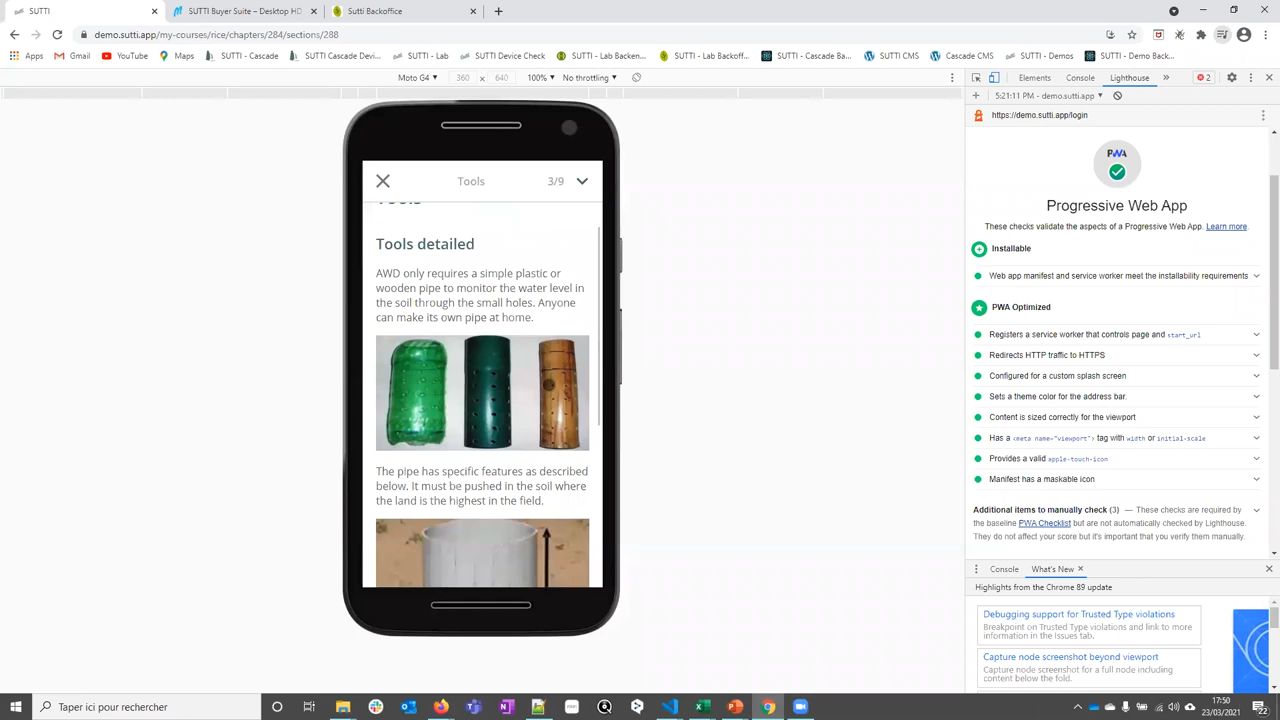 SUTTI
SUTTI Buyer Suite – Desktop HD
Sutti Backoffice
demo.sutti.app/my-courses/rice/chapters/284/sections/288
Apps
Gmail
YouTube
Maps
SUTTI - Cascade
SUTTI Cascade Devi...
SUTTI - Lab
SUTTI Device Check
SUTTI - Lab Backen...
SUTTI - Lab Backoff...
SUTTI - Cascade Ba...
SUTTI CMS
Cascade CMS
SUTTI - Demos
SUTTI - Demo Back...
Moto G4 360 × 640 100% No throttling
Elements Console Lighthouse » 2
5:21:11 PM - demo.sutti.app
https://demo.sutti.app/login
PWA
Progressive Web App
These checks validate the aspects of a Progressive Web App. Learn more.
Installable
Web app manifest and service worker meet the installability requirements
PWA Optimized
Registers a service worker that controls page and start_url
Redirects HTTP traffic to HTTPS
Configured for a custom splash screen
Sets a theme color for the address bar.
Content is sized correctly for the viewport
Has a <meta name="viewport"> tag with width or initial-scale
Provides a valid apple-touch-icon
Manifest has a maskable icon
Additional items to manually check (3) — These checks are required by
the baseline PWA Checklist but are not automatically checked by Lighthouse.
They do not affect your score but it's important that you verify them manually.
Console What's New
Highlights from the Chrome 89 update
Debugging support for Trusted Type violations
Breakpoint on Trusted Type violations and link to more
information in the Issues tab.
Capture node screenshot beyond viewport
Capture node screenshot for a full node including
content below the fold.
Tools 3/9
Tools detailed
AWD only requires a simple plastic or
wooden pipe to monitor the water level in
the soil through the small holes. Anyone
can make its own pipe at home.
The pipe has specific features as described
below. It must be pushed in the soil where
the land is the highest in the field.
Taper ici pour rechercher
17:50
23/03/2021
22